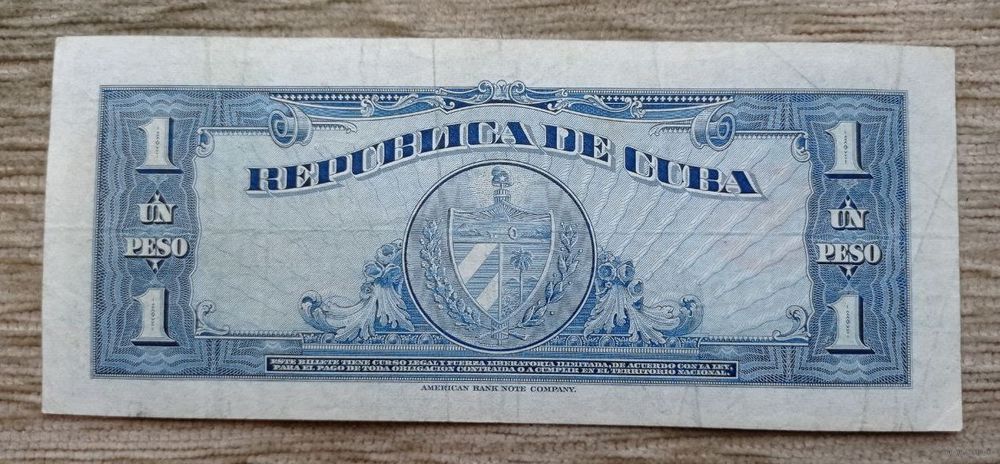 REPUBLICA DE CUBA
1
UN
PESO
1
1
UN
PESO
1
ESTE BILLETE TIENE CURSO LEGAL Y FUERZA LIBERATORIA ILIMITADA, DE ACUERDO CON LA LEY,
PARA EL PAGO DE TODA OBLIGACION CONTRAIDA O A CUMPLIR EN EL TERRITORIO NACIONAL.
AMERICAN BANK NOTE COMPANY.